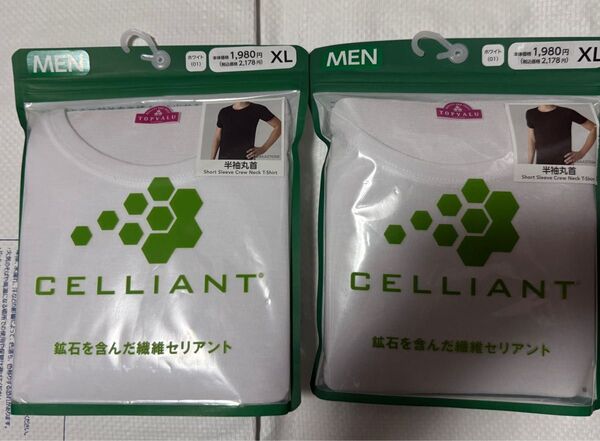 MEN
ホワイト
(01)
本体価格 1,980円
(税込価格 2,178円)
XL
TOPVALU
半袖丸首
Short Sleeve Crew Neck T-Shirt
CELLIANT®
鉱石を含んだ繊維セリアント
MEN
ホワイト
(01)
本体価格 1,980円
(税込価格 2,178円)
XL
TOPVALU
半袖丸首
Short Sleeve Crew Neck T-Shirt
CELLIANT®
鉱石を含んだ繊維セリアント